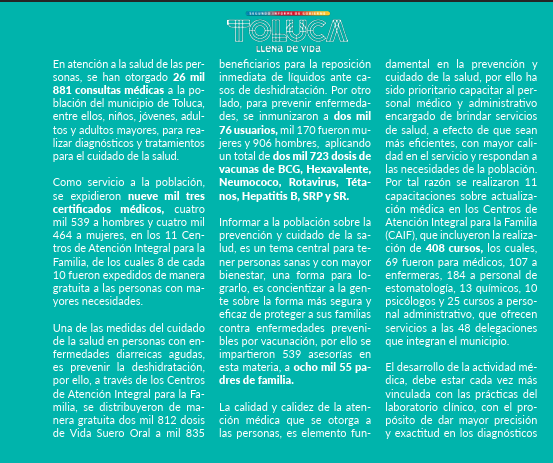 SEGUNDO INFORME DE GOBIERNO
TOLUCA
LLENA DE VIDA
En atención a la salud de las per-
sonas, se han otorgado 26 mil
881 consultas médicas a la po-
blación del municipio de Toluca,
entre ellos, niños, jóvenes, adul-
tos y adultos mayores, para rea-
lizar diagnósticos y tratamientos
para el cuidado de la salud.
Como servicio a la población,
se expidieron nueve mil tres
certificados médicos, cuatro
mil 539 a hombres y cuatro mil
464 a mujeres, en los 11 Cen-
tros de Atención Integral para la
Familia, de los cuales 8 de cada
10 fueron expedidos de manera
gratuita a las personas con ma-
yores necesidades.
Una de las medidas del cuidado
de la salud en personas con en-
fermedades diarreicas agudas,
es prevenir la deshidratación,
por ello, a través de los Centros
de Atención Integral para la Fa-
milia, se distribuyeron de ma-
nera gratuita dos mil 812 dosis
de Vida Suero Oral a mil 835
beneficiarios para la reposición
inmediata de líquidos ante ca-
sos de deshidratación. Por otro
lado, para prevenir enfermeda-
des, se inmunizaron a dos mil
76 usuarios, mil 170 fueron mu-
jeres y 906 hombres, aplicando
un total de dos mil 723 dosis de
vacunas de BCG, Hexavalente,
Neumococo, Rotavirus, Téta-
nos, Hepatitis B, SRP y SR.
Informar a la población sobre la
prevención y cuidado de la sa-
lud, es un tema central para te-
ner personas sanas y con mayor
bienestar, una forma para lo-
grarlo, es concientizar a la gen-
te sobre la forma más segura y
eficaz de proteger a sus familias
contra enfermedades preveni-
bles por vacunación, por ello se
impartieron 539 asesorías en
esta materia, a ocho mil 55 pa-
dres de familia.
La calidad y calidez de la aten-
ción médica que se otorga a
las personas, es elemento fun-
damental en la prevención y
cuidado de la salud, por ello ha
sido prioritario capacitar al per-
sonal médico y administrativo
encargado de brindar servicios
de salud, a efecto de que sean
más eficientes, con mayor cali-
dad en el servicio y respondan a
las necesidades de la población.
Por tal razón se realizaron 11
capacitaciones sobre actualiza-
ción médica en los Centros de
Atención Integral para la Familia
(CAIF), que incluyeron la realiza-
ción de 408 cursos, los cuales,
69 fueron para médicos, 107 a
enfermeras, 184 a personal de
estomatología, 13 químicos, 10
psicólogos y 25 cursos a perso-
nal administrativo, que ofrecen
servicios a las 48 delegaciones
que integran el municipio.
El desarrollo de la actividad mé-
dica, debe estar cada vez más
vinculada con las prácticas del
laboratorio clínico, con el pro-
pósito de dar mayor precisión
y exactitud en los diagnósticos